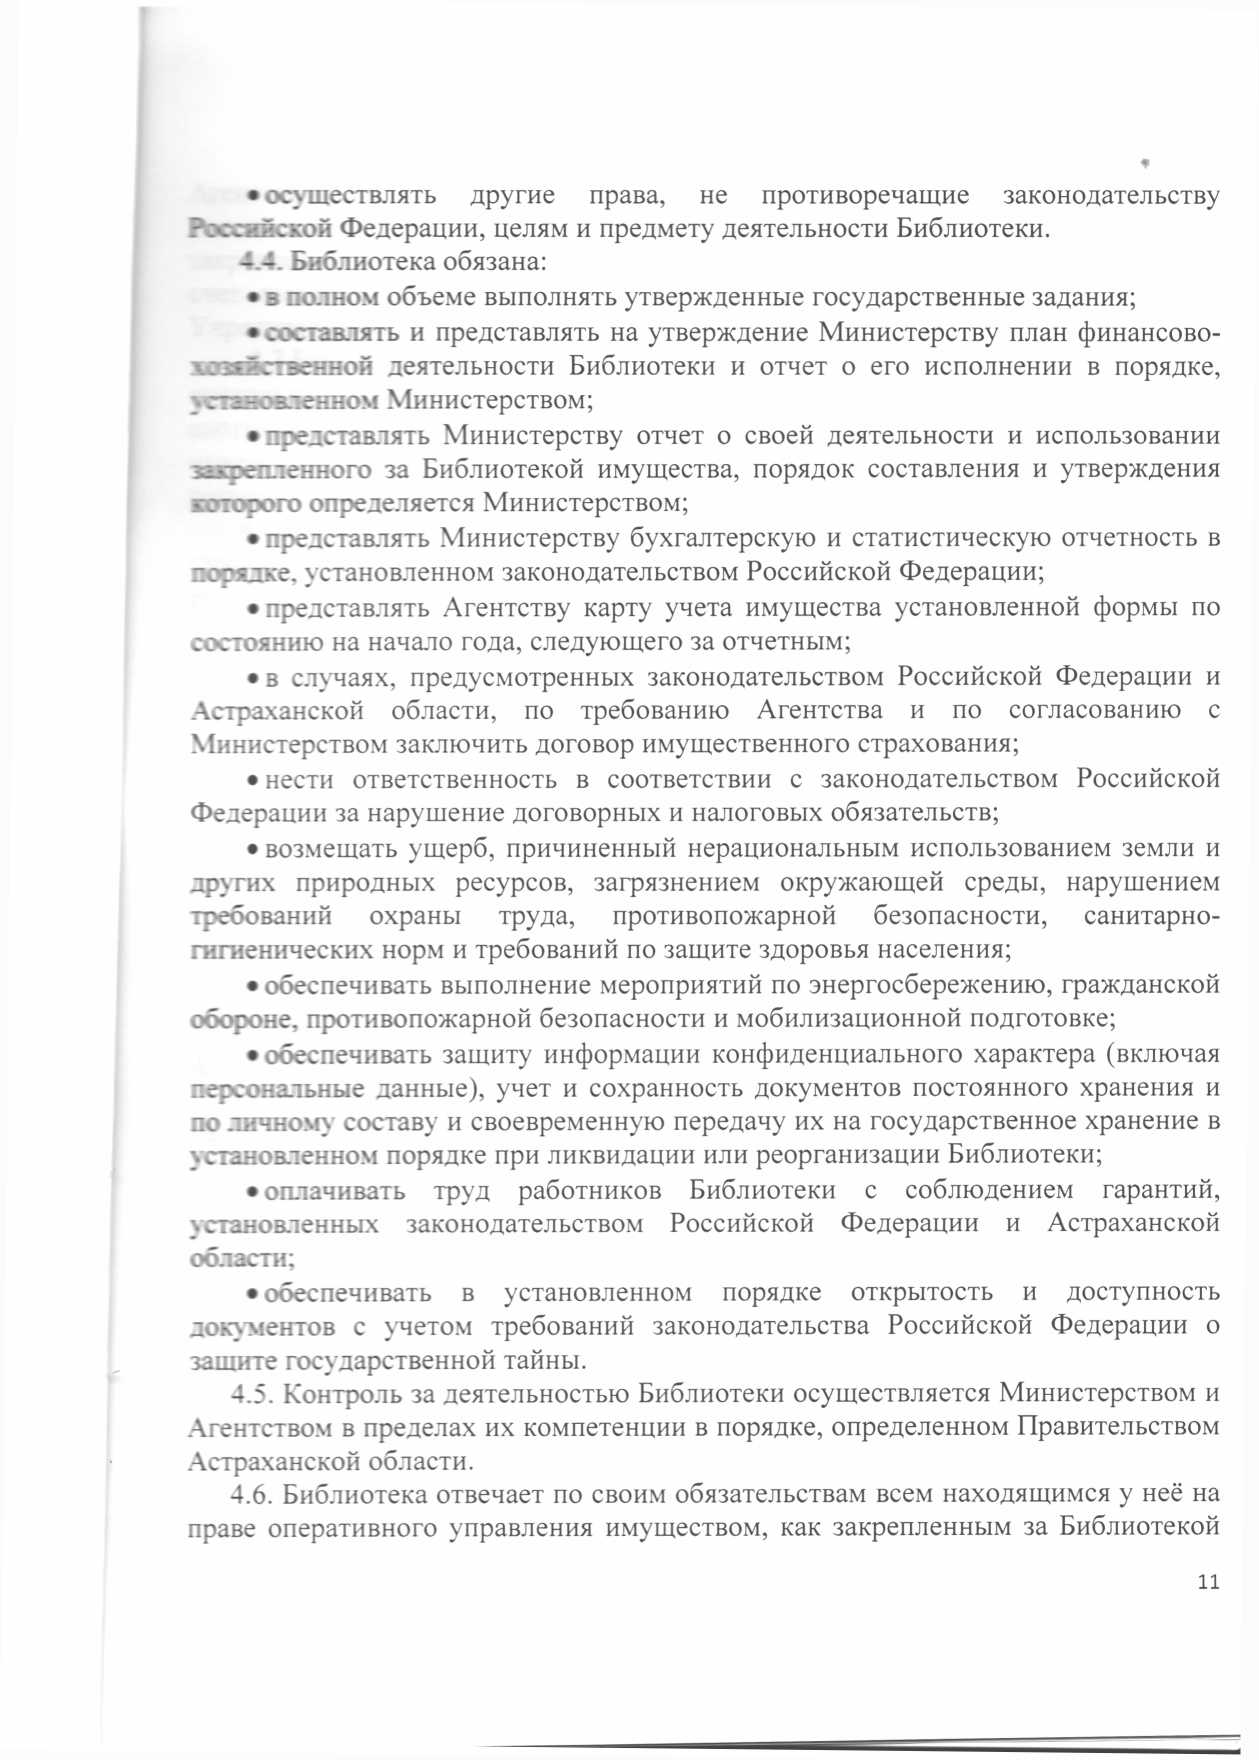 • осуществлять другие права, не противоречащие законодательству
Российской Федерации, целям и предмету деятельности Библиотеки.
4.4. Библиотека обязана:
• в полном объеме выполнять утвержденные государственные задания;
• составлять и представлять на утверждение Министерству план финансово-
хозяйственной деятельности Библиотеки и отчет о его исполнении в порядке,
установленном Министерством;
• представлять Министерству отчет о своей деятельности и использовании
закрепленного за Библиотекой имущества, порядок составления и утверждения
которого определяется Министерством;
• представлять Министерству бухгалтерскую и статистическую отчетность в
порядке, установленном законодательством Российской Федерации;
• представлять Агентству карту учета имущества установленной формы по
состоянию на начало года, следующего за отчетным;
• в случаях, предусмотренных законодательством Российской Федерации и
Астраханской области, по требованию Агентства и по согласованию с
Министерством заключить договор имущественного страхования;
• нести ответственность в соответствии с законодательством Российской
Федерации за нарушение договорных и налоговых обязательств;
• возмещать ущерб, причиненный нерациональным использованием земли и
других природных ресурсов, загрязнением окружающей среды, нарушением
требований охраны труда, противопожарной безопасности, санитарно-
гигиенических норм и требований по защите здоровья населения;
• обеспечивать выполнение мероприятий по энергосбережению, гражданской
обороне, противопожарной безопасности и мобилизационной подготовке;
• обеспечивать защиту информации конфиденциального характера (включая
персональные данные), учет и сохранность документов постоянного хранения и
по личному составу и своевременную передачу их на государственное хранение в
установленном порядке при ликвидации или реорганизации Библиотеки;
• оплачивать труд работников Библиотеки с соблюдением гарантий,
установленных законодательством Российской Федерации и Астраханской
области;
• обеспечивать в установленном порядке открытость и доступность
документов с учетом требований законодательства Российской Федерации о
защите государственной тайны.
4.5. Контроль за деятельностью Библиотеки осуществляется Министерством и
Агентством в пределах их компетенции в порядке, определенном Правительством
Астраханской области.
4.6. Библиотека отвечает по своим обязательствам всем находящимся у неё на
праве оперативного управления имуществом, как закрепленным за Библиотекой
11